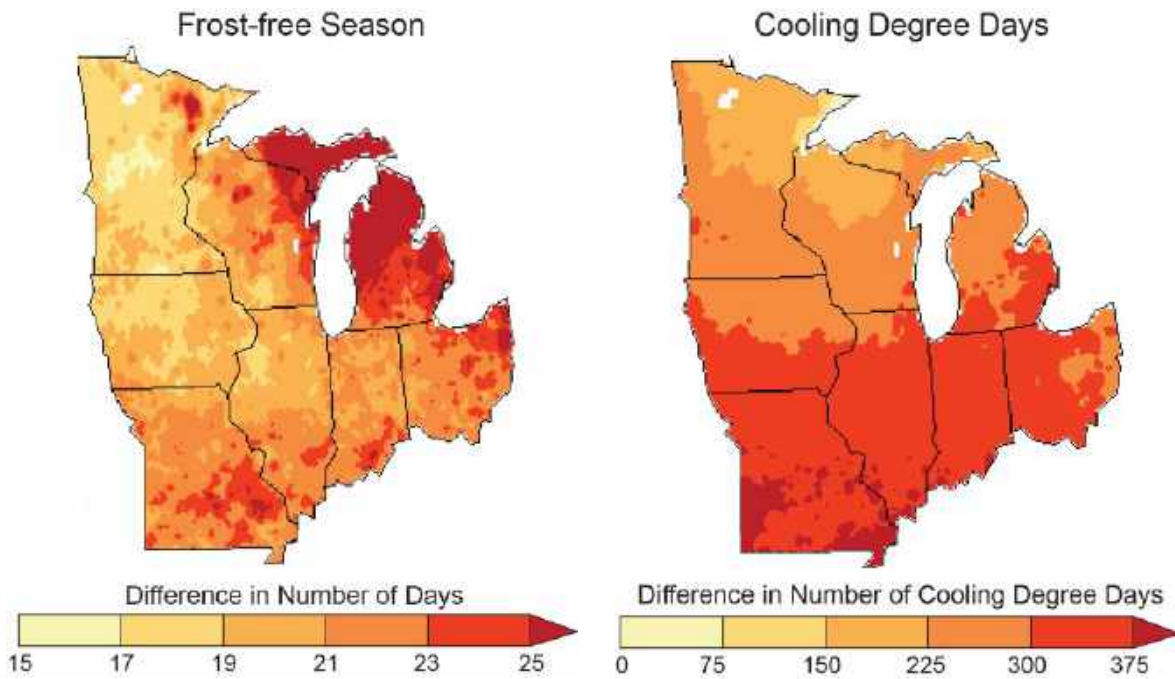 Frost-free Season
Cooling Degree Days
Difference in Number of Days
15 17 19 21 23 25
Difference in Number of Cooling Degree Days
0 75 150 225 300 375